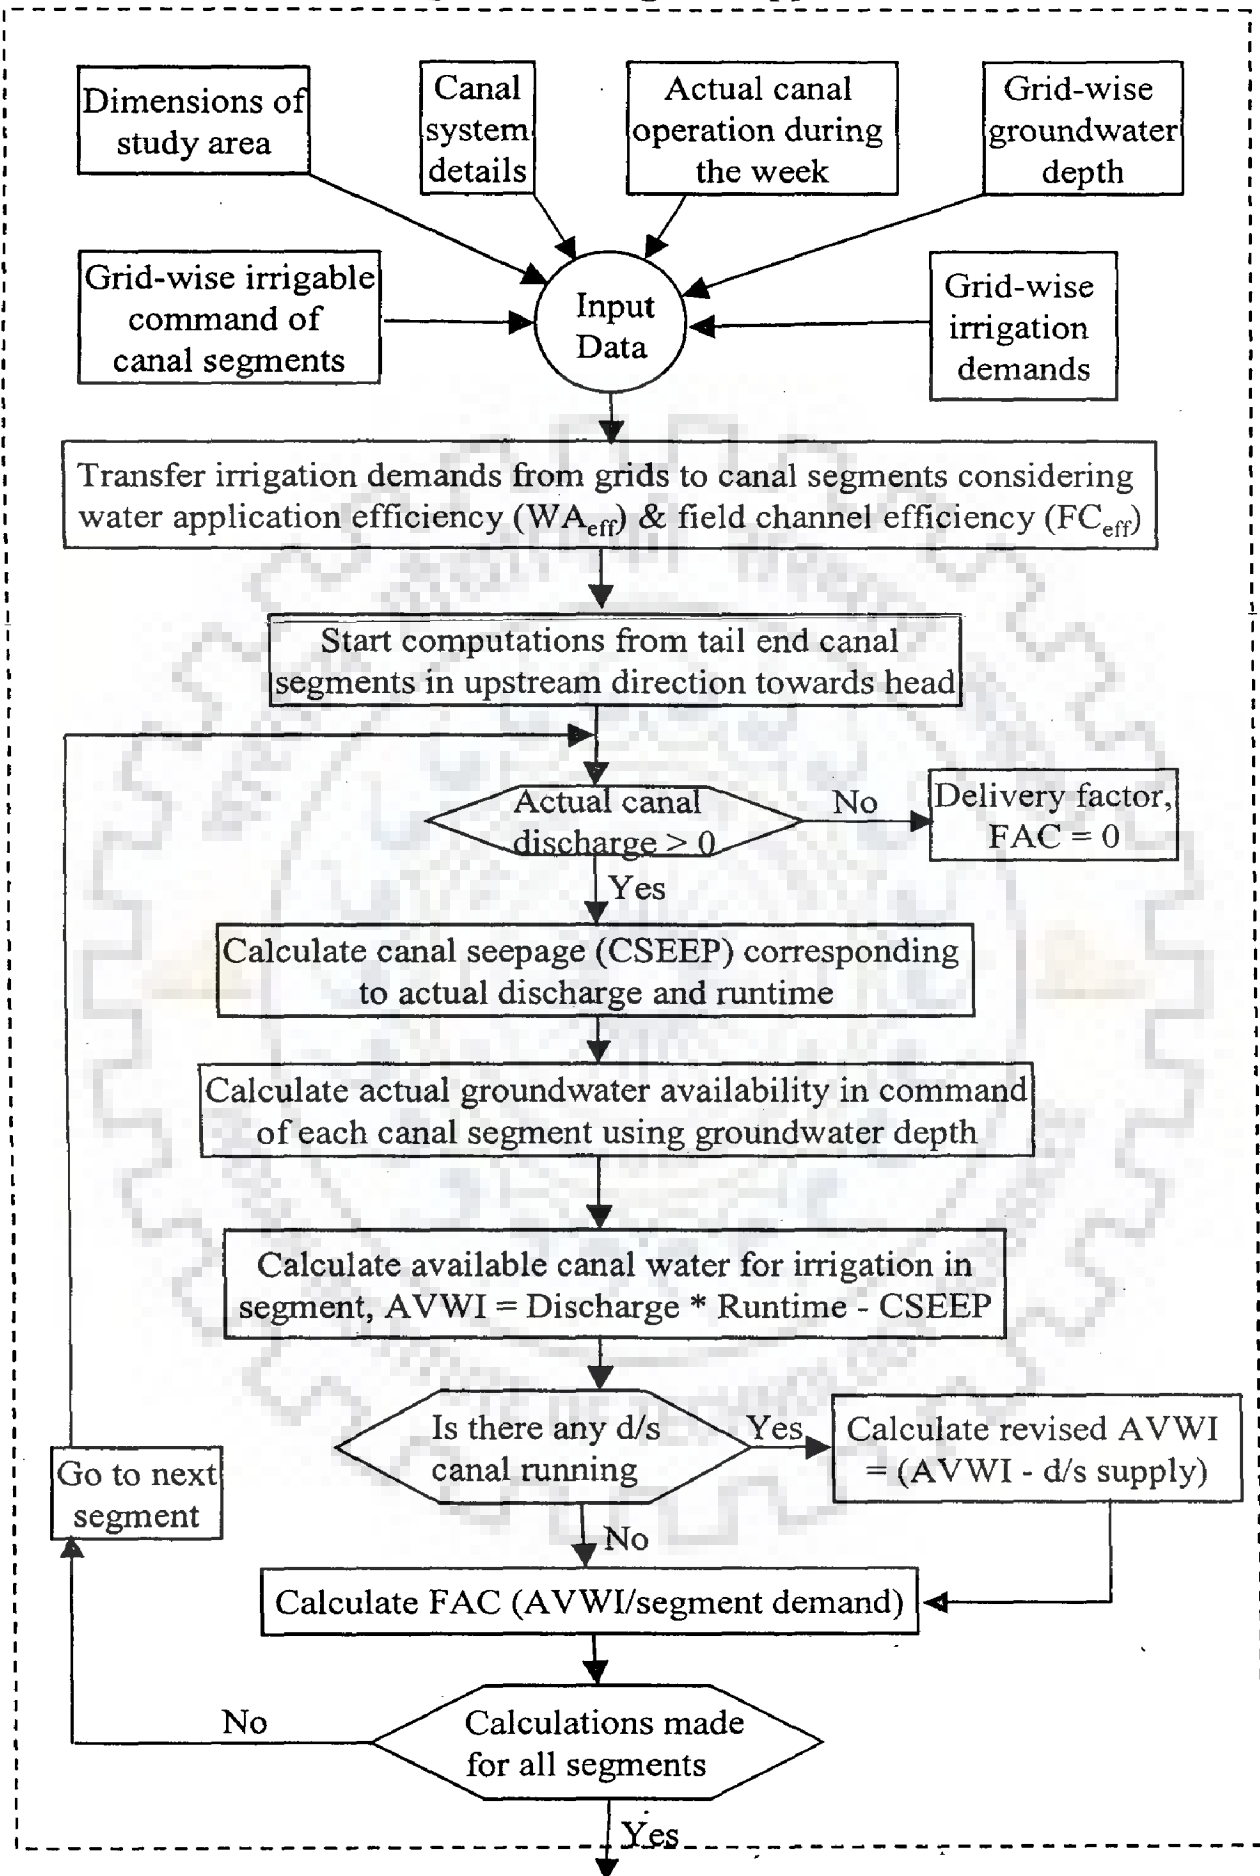 Dimensions of
study area
Canal
system
details
Actual canal
operation during
the week
Grid-wise
groundwater
depth
Grid-wise irrigable
command of
canal segments
Input
Data
Grid-wise
irrigation
demands
Transfer irrigation demands from grids to canal segments considering
water application efficiency (WAeff) & field channel efficiency (FCeff)
Start computations from tail end canal
segments in upstream direction towards head
Actual canal
discharge > 0
No
Delivery factor,
FAC = 0
Yes
Calculate canal seepage (CSEEP) corresponding
to actual discharge and runtime
Calculate actual groundwater availability in command
of each canal segment using groundwater depth
Calculate available canal water for irrigation in
segment, AVWI = Discharge * Runtime - CSEEP
Is there any d/s
canal running
Yes
Calculate revised AVWI
= (AVWI - d/s supply)
Go to next
segment
No
Calculate FAC (AVWI/segment demand)
No
Calculations made
for all segments
Yes